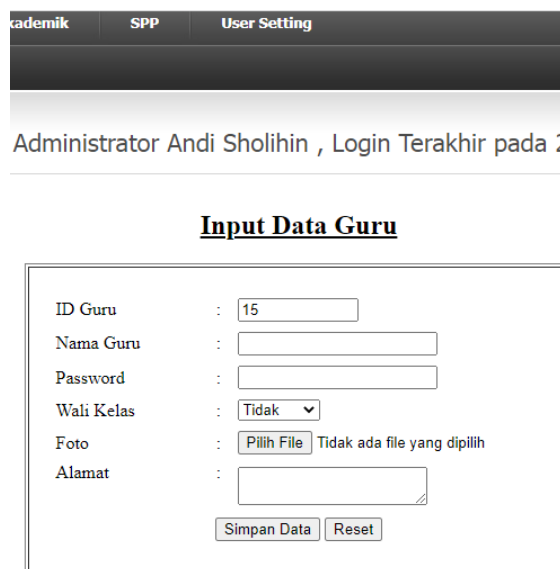 SPP User Setting
Administrator Andi Sholihin , Login Terakhir pada
Input Data Guru
ID Guru : 15
Nama Guru :
Password :
Wali Kelas : Tidak
Foto : Pilih File Tidak ada file yang dipilih
Alamat :
Simpan Data Reset